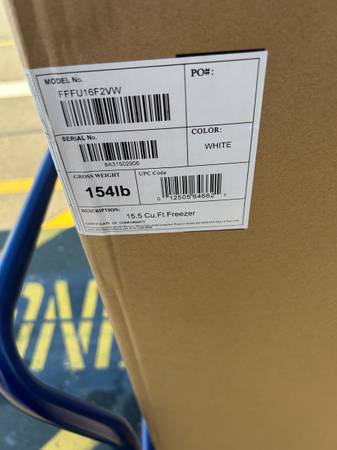 MODEL No.
FFFU16F2VW
PO#:
SERIAL No.
8A31502906
COLOR:
WHITE
GROSS WEIGHT
154lb
UPC Code
0 12505 64662 1
DESCRIPTION:
15.5 Cu.Ft Freezer
CERTIFICATE OF CONFORMITY